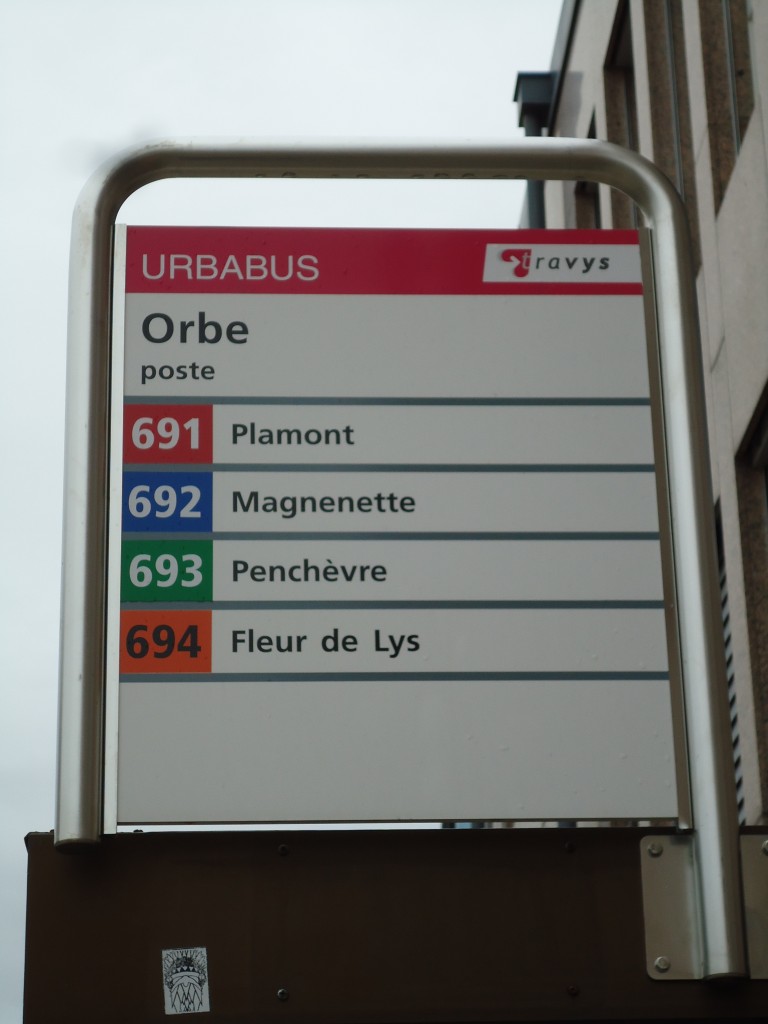 URBABUS travys
Orbe
poste
691 Plamont
692 Magnenette
693 Penchèvre
694 Fleur de Lys